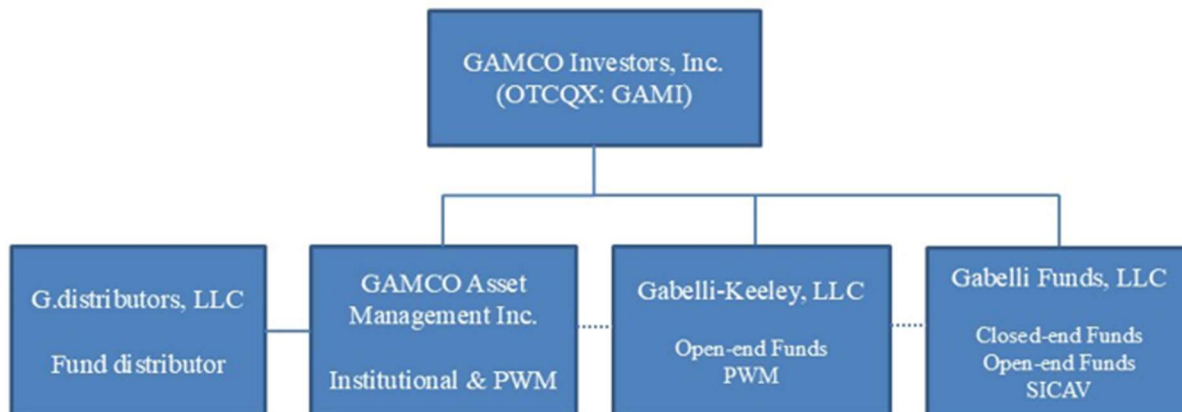 GAMCO Investors, Inc.
(OTCQX: GAMI)
G.distributors, LLC
Fund distributor
GAMCO Asset
Management Inc.
Institutional & PWM
Gabelli-Keeley, LLC
Open-end Funds
PWM
Gabelli Funds, LLC
Closed-end Funds
Open-end Funds
SICAV